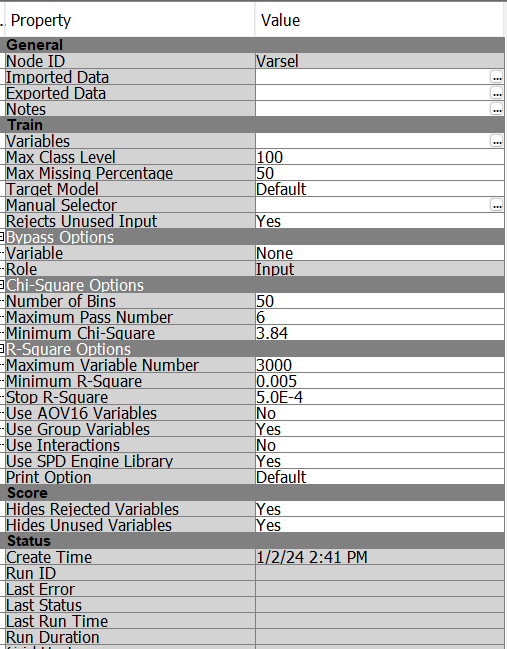 .. Property Value
General
Node ID Varsel
Imported Data ...
Exported Data ...
Notes ...
Train
Variables ...
Max Class Level 100
Max Missing Percentage 50
Target Model Default
Manual Selector ...
Rejects Unused Input Yes
Bypass Options
Variable None
Role Input
Chi-Square Options
Number of Bins 50
Maximum Pass Number 6
Minimum Chi-Square 3.84
R-Square Options
Maximum Variable Number 3000
Minimum R-Square 0.005
Stop R-Square 5.0E-4
Use AOV16 Variables No
Use Group Variables Yes
Use Interactions No
Use SPD Engine Library Yes
Print Option Default
Score
Hides Rejected Variables Yes
Hides Unused Variables Yes
Status
Create Time 1/2/24 2:41 PM
Run ID
Last Error
Last Status
Last Run Time
Run Duration